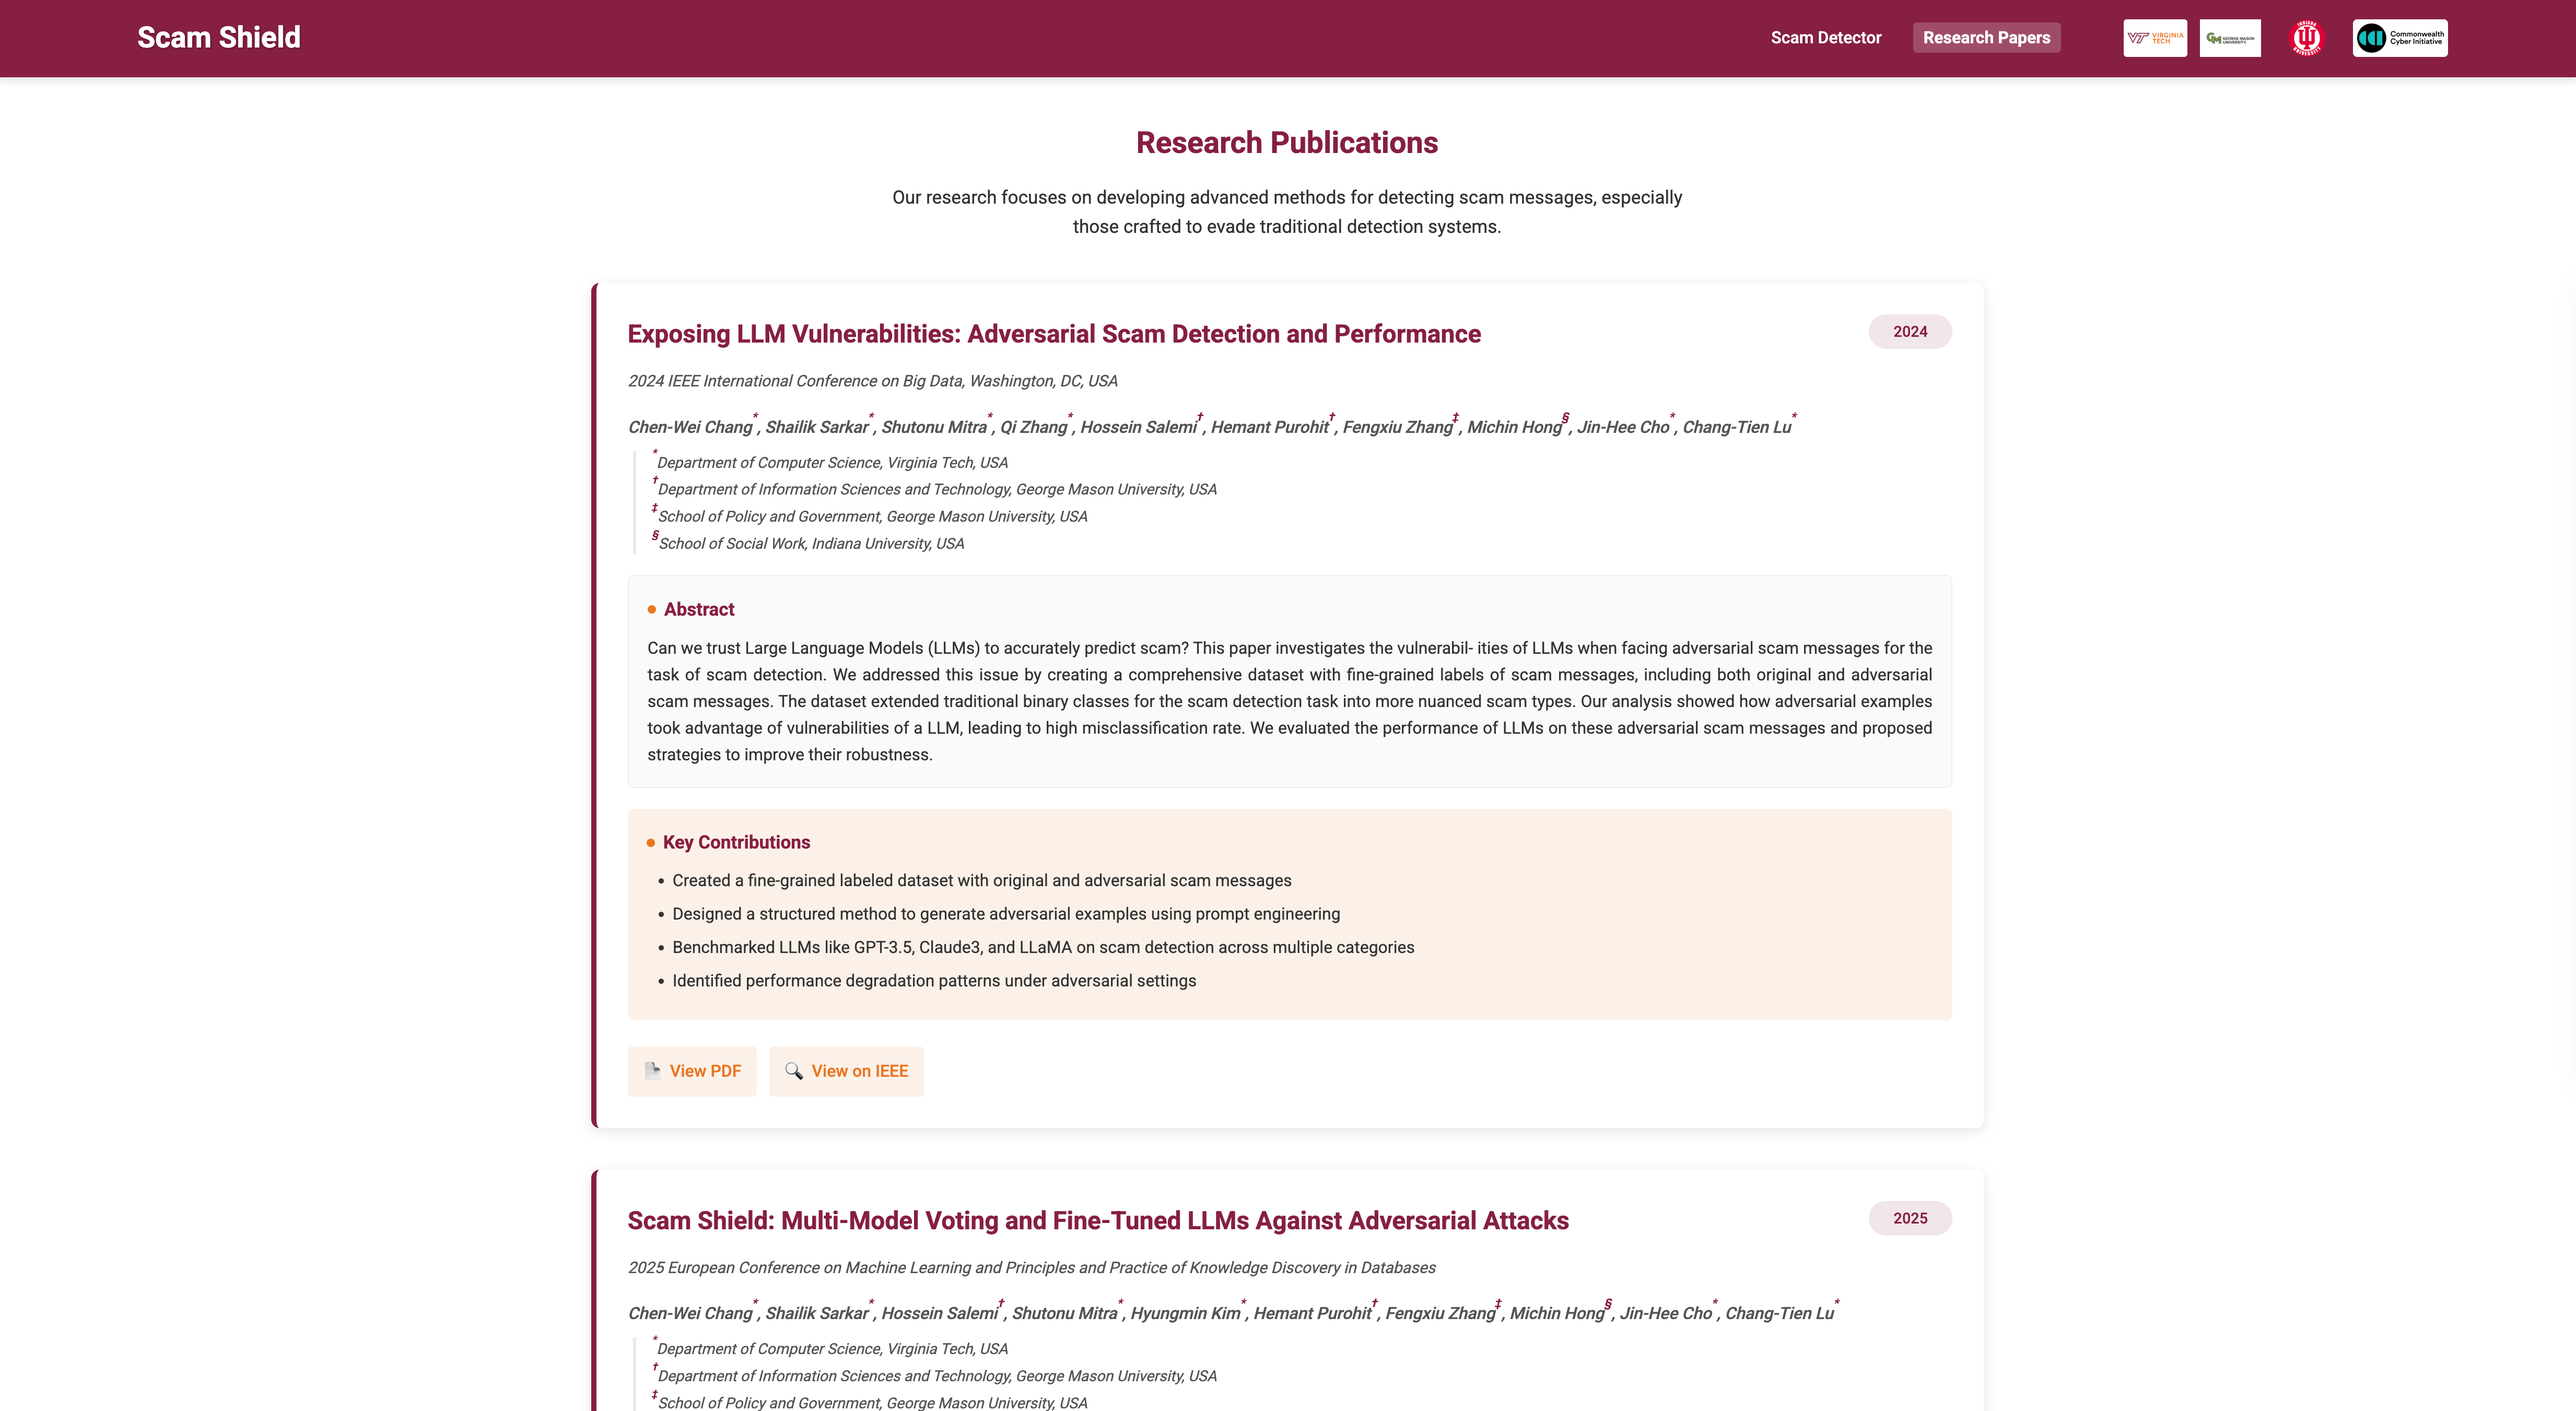 Scam Shield
Scam Detector
Research Papers
VT VIRGINIA TECH
GEORGE MASON UNIVERSITY
INDIANA UNIVERSITY
Commonwealth
Cyber Initiative
Research Publications
Our research focuses on developing advanced methods for detecting scam messages, especially
those crafted to evade traditional detection systems.
Exposing LLM Vulnerabilities: Adversarial Scam Detection and Performance
2024
2024 IEEE International Conference on Big Data, Washington, DC, USA
Chen-Wei Chang*, Shailik Sarkar*, Shutonu Mitra*, Qi Zhang*, Hossein Salemi†, Hemant Purohit†, Fengxiu Zhang‡, Michin Hong§, Jin-Hee Cho*, Chang-Tien Lu*
*Department of Computer Science, Virginia Tech, USA
†Department of Information Sciences and Technology, George Mason University, USA
‡School of Policy and Government, George Mason University, USA
§School of Social Work, Indiana University, USA
Abstract
Can we trust Large Language Models (LLMs) to accurately predict scam? This paper investigates the vulnerabil- ities of LLMs when facing adversarial scam messages for the
task of scam detection. We addressed this issue by creating a comprehensive dataset with fine-grained labels of scam messages, including both original and adversarial
scam messages. The dataset extended traditional binary classes for the scam detection task into more nuanced scam types. Our analysis showed how adversarial examples
took advantage of vulnerabilities of a LLM, leading to high misclassification rate. We evaluated the performance of LLMs on these adversarial scam messages and proposed
strategies to improve their robustness.
Key Contributions
• Created a fine-grained labeled dataset with original and adversarial scam messages
• Designed a structured method to generate adversarial examples using prompt engineering
• Benchmarked LLMs like GPT-3.5, Claude3, and LLaMA on scam detection across multiple categories
• Identified performance degradation patterns under adversarial settings
View PDF
View on IEEE
Scam Shield: Multi-Model Voting and Fine-Tuned LLMs Against Adversarial Attacks
2025
2025 European Conference on Machine Learning and Principles and Practice of Knowledge Discovery in Databases
Chen-Wei Chang*, Shailik Sarkar*, Hossein Salemi†, Shutonu Mitra*, Hyungmin Kim*, Hemant Purohit†, Fengxiu Zhang‡, Michin Hong§, Jin-Hee Cho*, Chang-Tien Lu*
*Department of Computer Science, Virginia Tech, USA
†Department of Information Sciences and Technology, George Mason University, USA
‡School of Policy and Government, George Mason University, USA